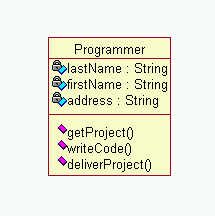 Programmer
lastName : String
firstName : String
address : String
getProject()
writeCode()
deliverProject()